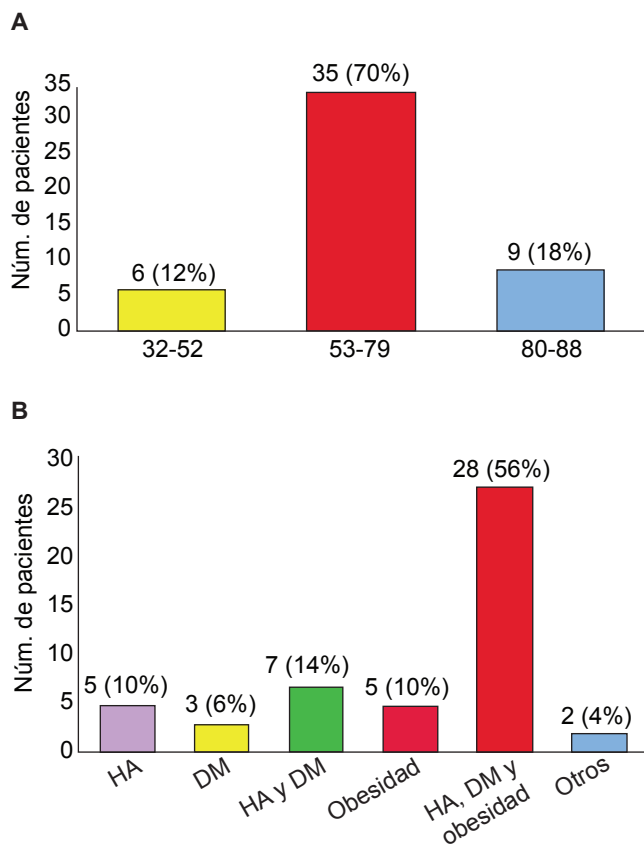 A
Núm. de pacientes
35
30
25
20
15
10
5
0
6 (12%)
35 (70%)
9 (18%)
32-52
53-79
80-88
B
Núm. de pacientes
30
25
20
15
10
5
0
5 (10%)
3 (6%)
7 (14%)
5 (10%)
28 (56%)
2 (4%)
HA
DM
HA y DM
Obesidad
HA, DM y
obesidad
Otros